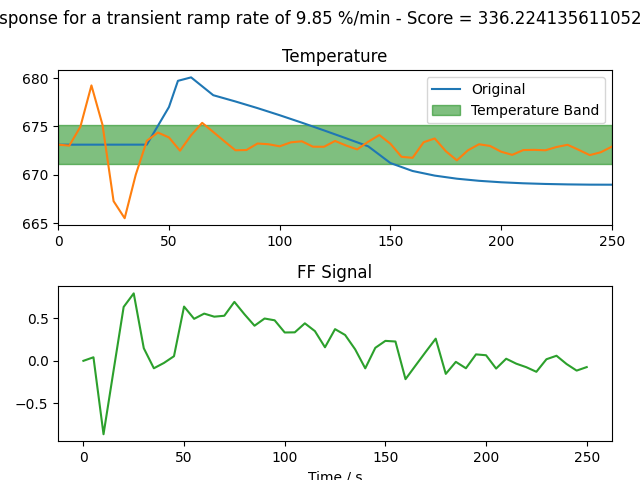 sponse for a transient ramp rate of 9.85 %/min - Score = 336.224135611052
Temperature
680
675
670
665
Original
Temperature Band
0 50 100 150 200 250
FF Signal
0.5
0.0
−0.5
0 50 100 150 200 250
Time / s